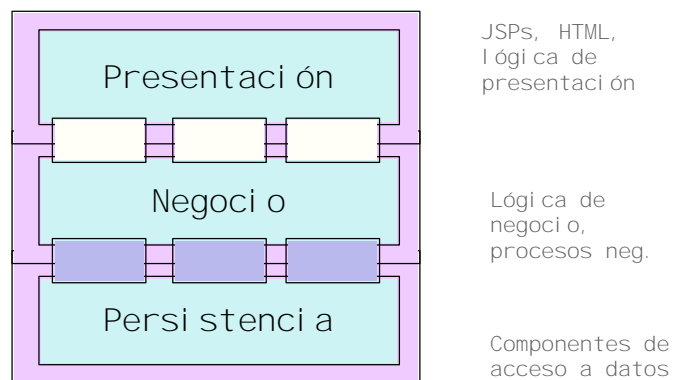 Presentación
JSPs, HTML,
lógica de
presentación
Negocio
Lógica de
negocio,
procesos neg.
Persistencia
Componentes de
acceso a datos